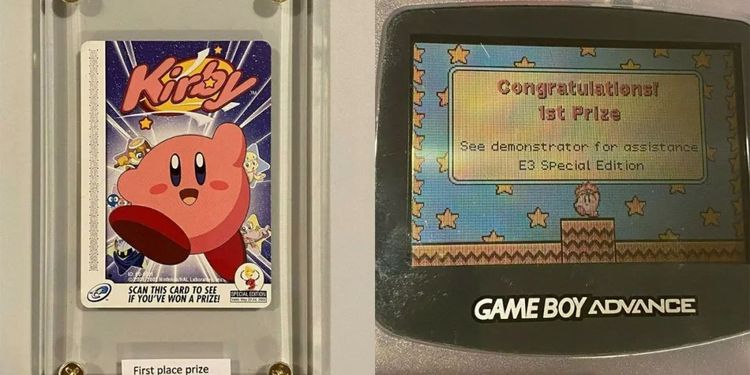 Kirby
TM
SCAN THIS CARD TO SEE
IF YOU'VE WON A PRIZE!
SPECIAL EDITION
First place prize
Congratulations!
1st Prize
See demonstrator for assistance
E3 Special Edition
GAME BOY ADVANCE